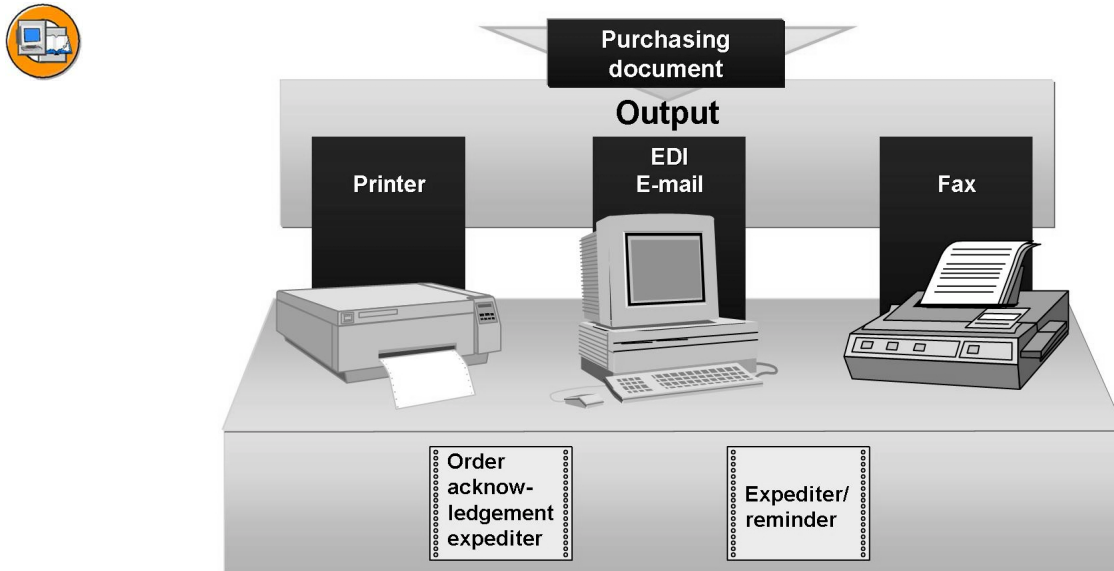 Purchasing
document
Output
Printer
EDI
E-mail
Fax
Order
acknow-
ledgement
expediter
Expediter/
reminder